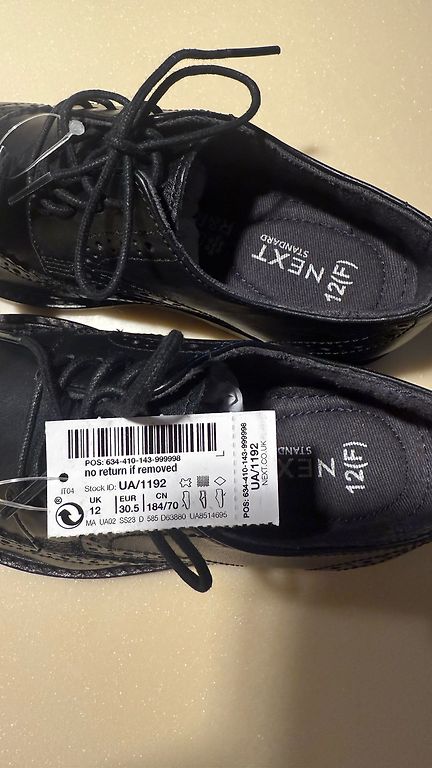 NEXT
STANDARD
12(F)
NEXT
STANDARD
12(F)
POS: 634-410-143-999998
no return if removed
IT04
Stock ID: UA/1192
®
UK EUR CN
12 30.5 184/70
MA UA02 SS23 D 585 D63880 UA8514695
POS: 634-410-143-999998
UA/1192
NEXT.CO.UK